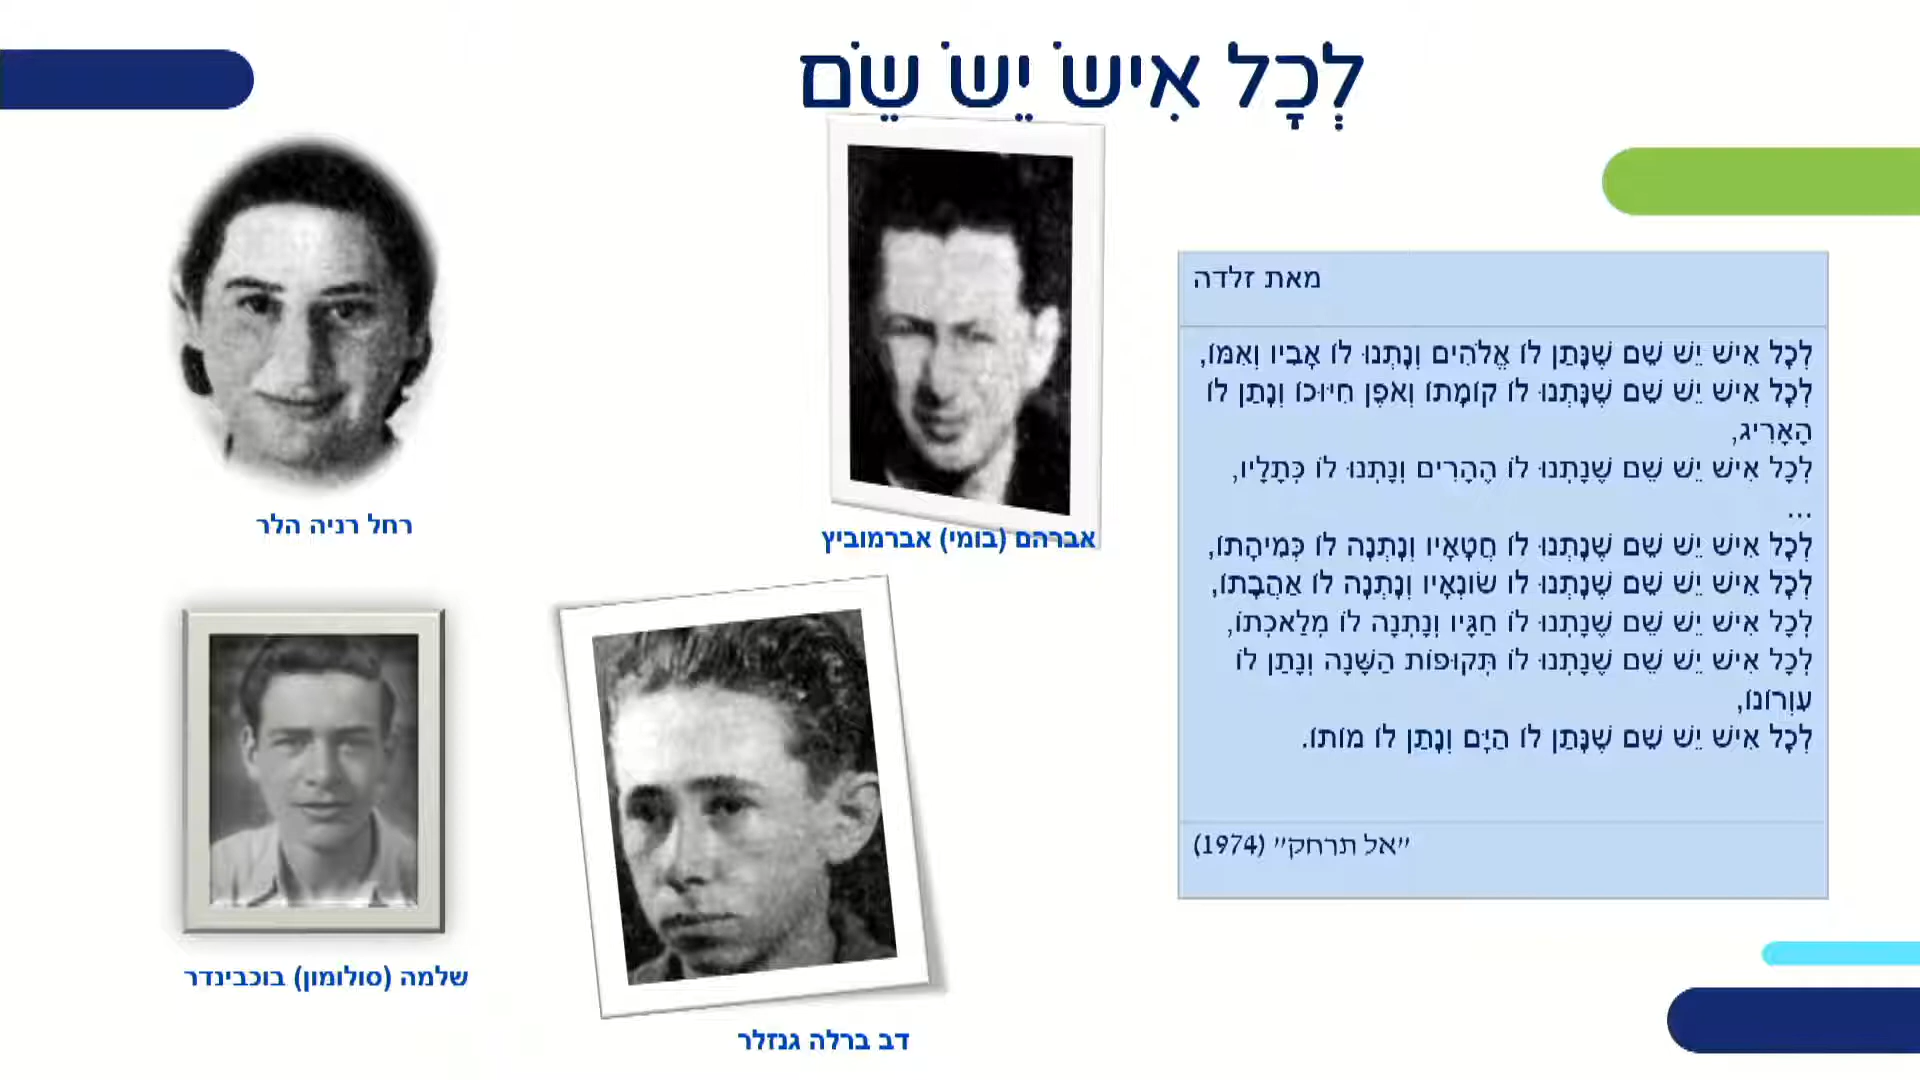 לְכָל אִישׁ יֵשׁ שֵׁם
רחל רניה הלר
אברהם (בומי) אברמוביץ
שלמה (סולומון) בוכבינדר
דב ברלה גנזלר
מאת זלדה
לְכָל אִישׁ יֵשׁ שֵׁם שֶׁנָּתַן לוֹ אֱלֹהִים וְנָתְנוּ לוֹ אָבִיו וְאִמּוֹ,
לְכָל אִישׁ יֵשׁ שֵׁם שֶׁנָּתְנוּ לוֹ קוֹמָתוֹ וְאֹפֶן חִיּוּכוֹ וְנָתַן לוֹ
הָאָרִיג,
לְכָל אִישׁ יֵשׁ שֵׁם שֶׁנָּתְנוּ לוֹ הֶהָרִים וְנָתְנוּ לוֹ כְּתָלָיו,
...
לְכָל אִישׁ יֵשׁ שֵׁם שֶׁנָּתְנוּ לוֹ חֲטָאָיו וְנָתְנָה לוֹ כְּמִיהָתוֹ,
לְכָל אִישׁ יֵשׁ שֵׁם שֶׁנָּתְנוּ לוֹ שׂוֹנְאָיו וְנָתְנָה לוֹ אַהֲבָתוֹ,
לְכָל אִישׁ יֵשׁ שֵׁם שֶׁנָּתְנוּ לוֹ חַגָּיו וְנָתְנָה לוֹ מְלַאכְתּוֹ,
לְכָל אִישׁ יֵשׁ שֵׁם שֶׁנָּתְנוּ לוֹ תְּקוּפוֹת הַשָּׁנָה וְנָתַן לוֹ
עִוְרוֹנוֹ,
לְכָל אִישׁ יֵשׁ שֵׁם שֶׁנָּתַן לוֹ הַיָּם וְנָתַן לוֹ מוֹתוֹ.
"אל תרחק" (1974)